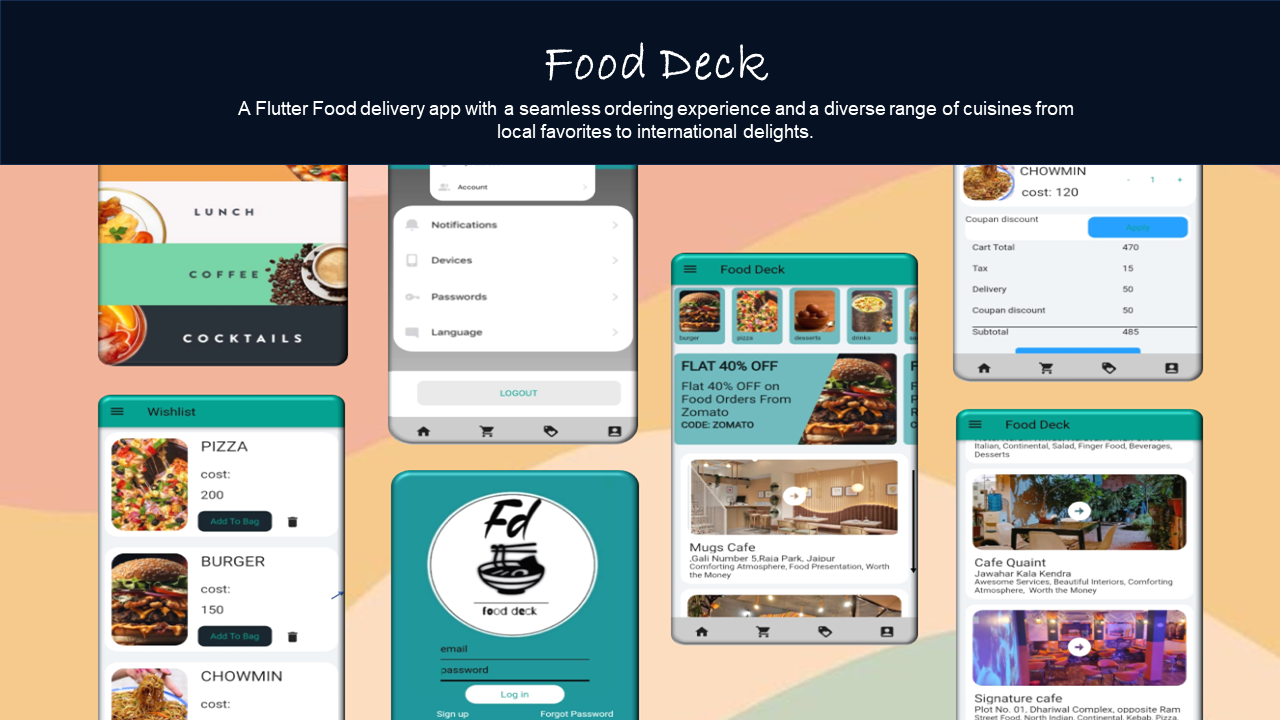 Food Deck
A Flutter Food delivery app with a seamless ordering experience and a diverse range of cuisines from
local favorites to international delights.
LUNCH
COFFEE
COCKTAILS
Wishlist
PIZZA
cost:
200
Add To Bag
BURGER
cost:
150
Add To Bag
CHOWMIN
cost:
Account
Notifications
Devices
Passwords
Language
LOGOUT
Fd
food deck
email
password
Log in
Sign up Forgot Password
Food Deck
burger pizza desserts drinks
FLAT 40% OFF
Flat 40% OFF on
Food Orders From
Zomato
CODE: ZOMATO
Mugs Cafe
.Gali Number 5,Raja Park, Jaipur
Comforting Atmosphere, Food Presentation, Worth
the Money
CHOWMIN
cost: 120
- 1 +
Coupan discount
Apply
Cart Total 470
Tax 15
Delivery 50
Coupan discount 50
Subtotal 485
Food Deck
Italian, Continental, Salad, Finger Food, Beverages,
Desserts
Cafe Quaint
Jawahar Kala Kendra
Awesome Services, Beautiful Interiors, Comforting
Atmosphere, Worth the Money
Signature cafe
Plot No. 01, Dhariwal Complex, opposite Ram
Street Food, North Indian, Continental, Kebab, Pizza,